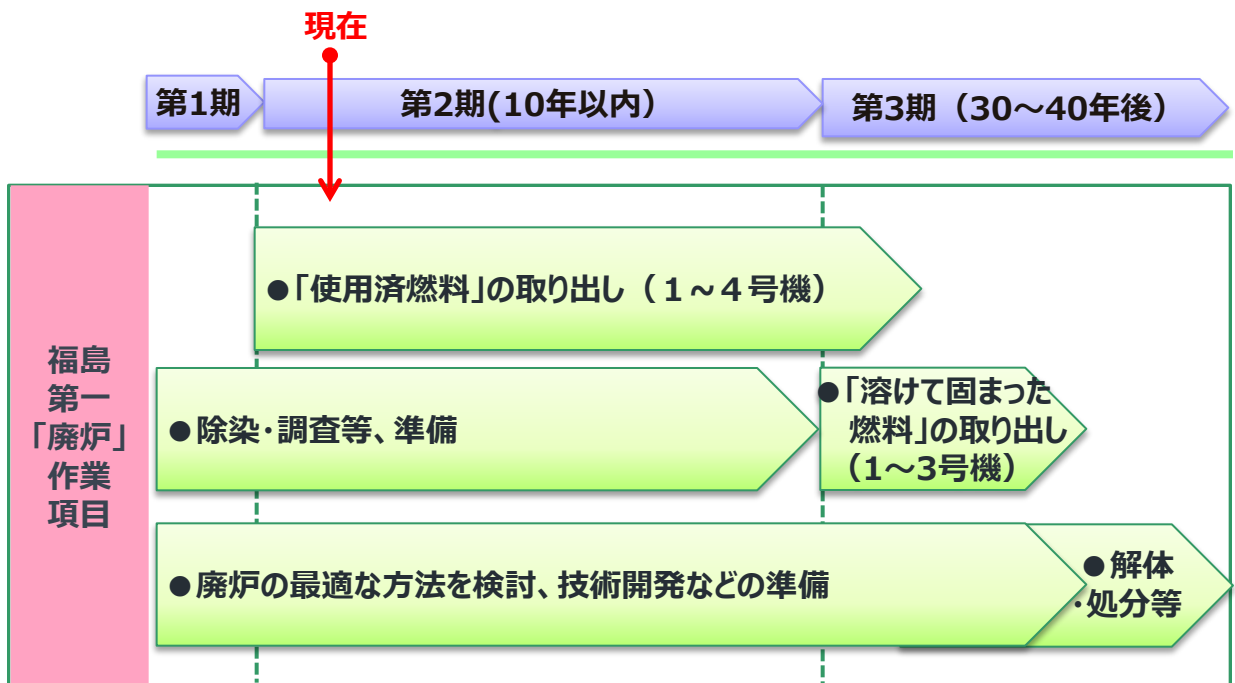 現在
第1期
第2期(10年以内）
第3期（30～40年後）
福島
第一
「廃炉」
作業
項目
●「使用済燃料」の取り出し（１～４号機）
●除染･調査等、準備
●「溶けて固まった
燃料」の取り出し
（1～3号機）
●廃炉の最適な方法を検討、技術開発などの準備
●解体
･処分等